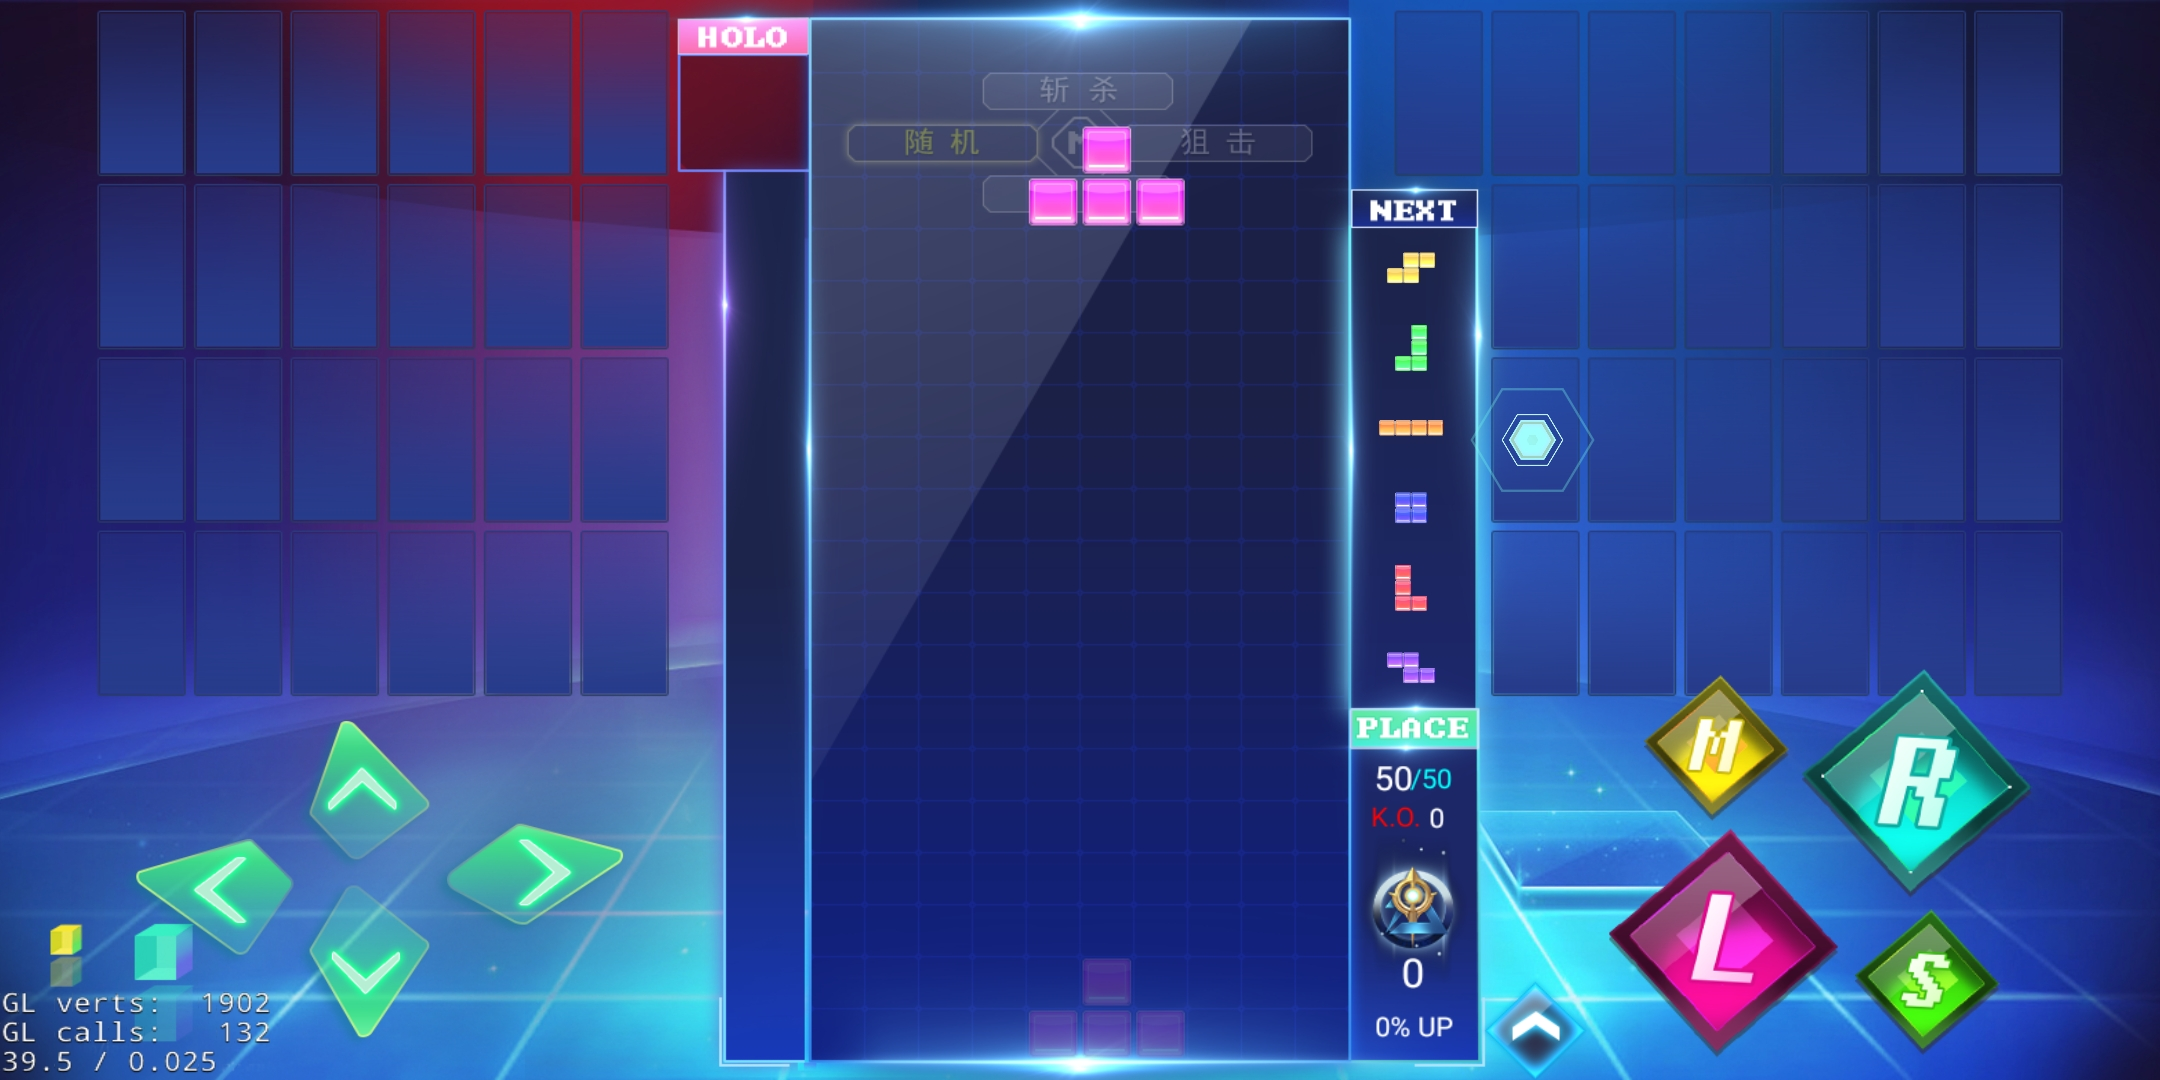 HOLO
斩 杀
随 机
狙 击
NEXT
PLACE
50/50
K.O. 0
0
0% UP
M
R
L
S
GL verts: 1902
GL calls: 132
39.5 / 0.025